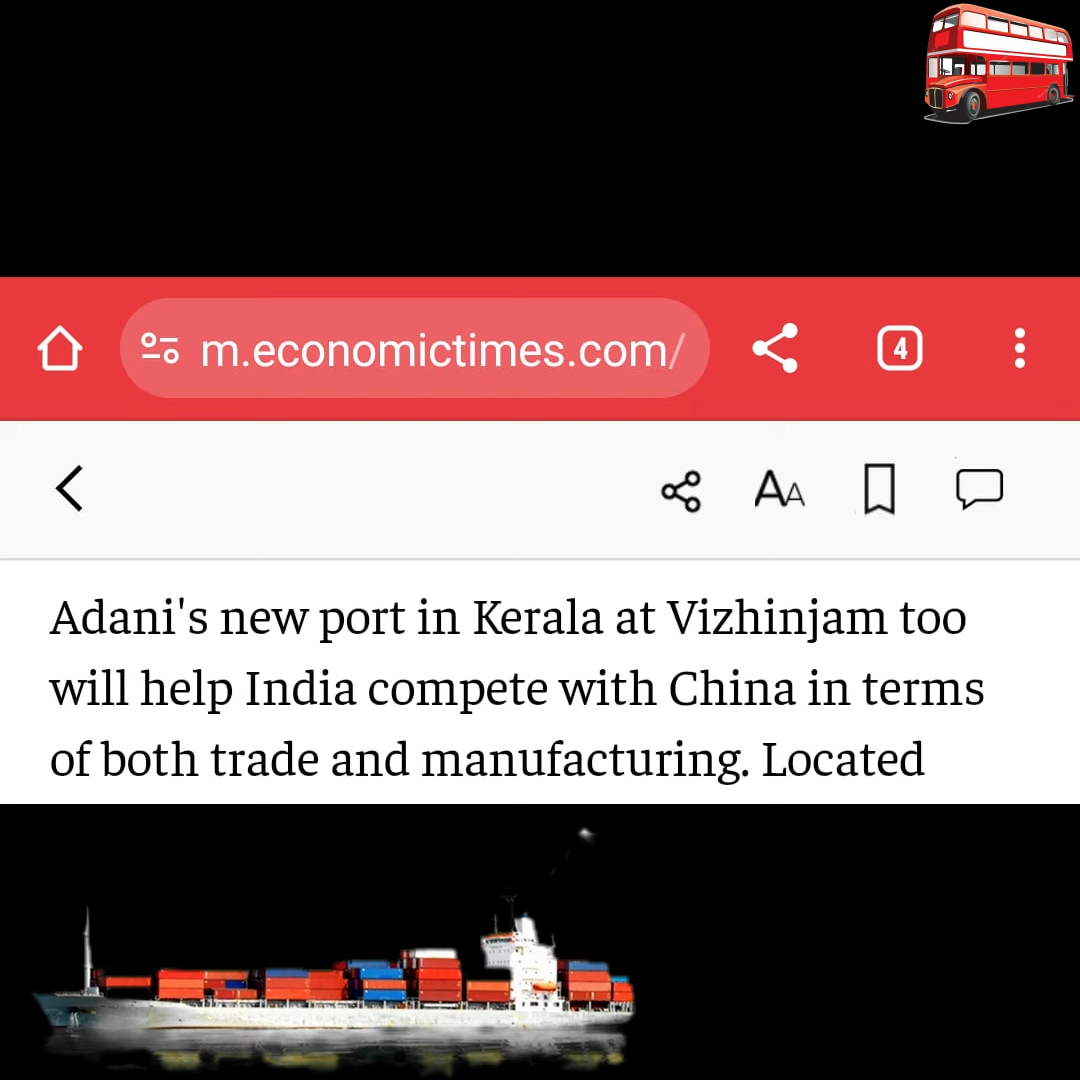 m.economictimes.com/
4
AA
Adani's new port in Kerala at Vizhinjam too
will help India compete with China in terms
of both trade and manufacturing. Located